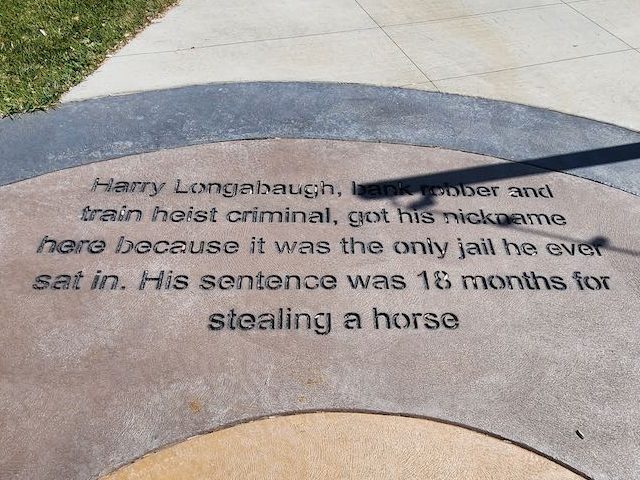 Harry Longabaugh, bank robber and
train heist criminal, got his nickname
here because it was the only jail he ever
sat in. His sentence was 18 months for
stealing a horse